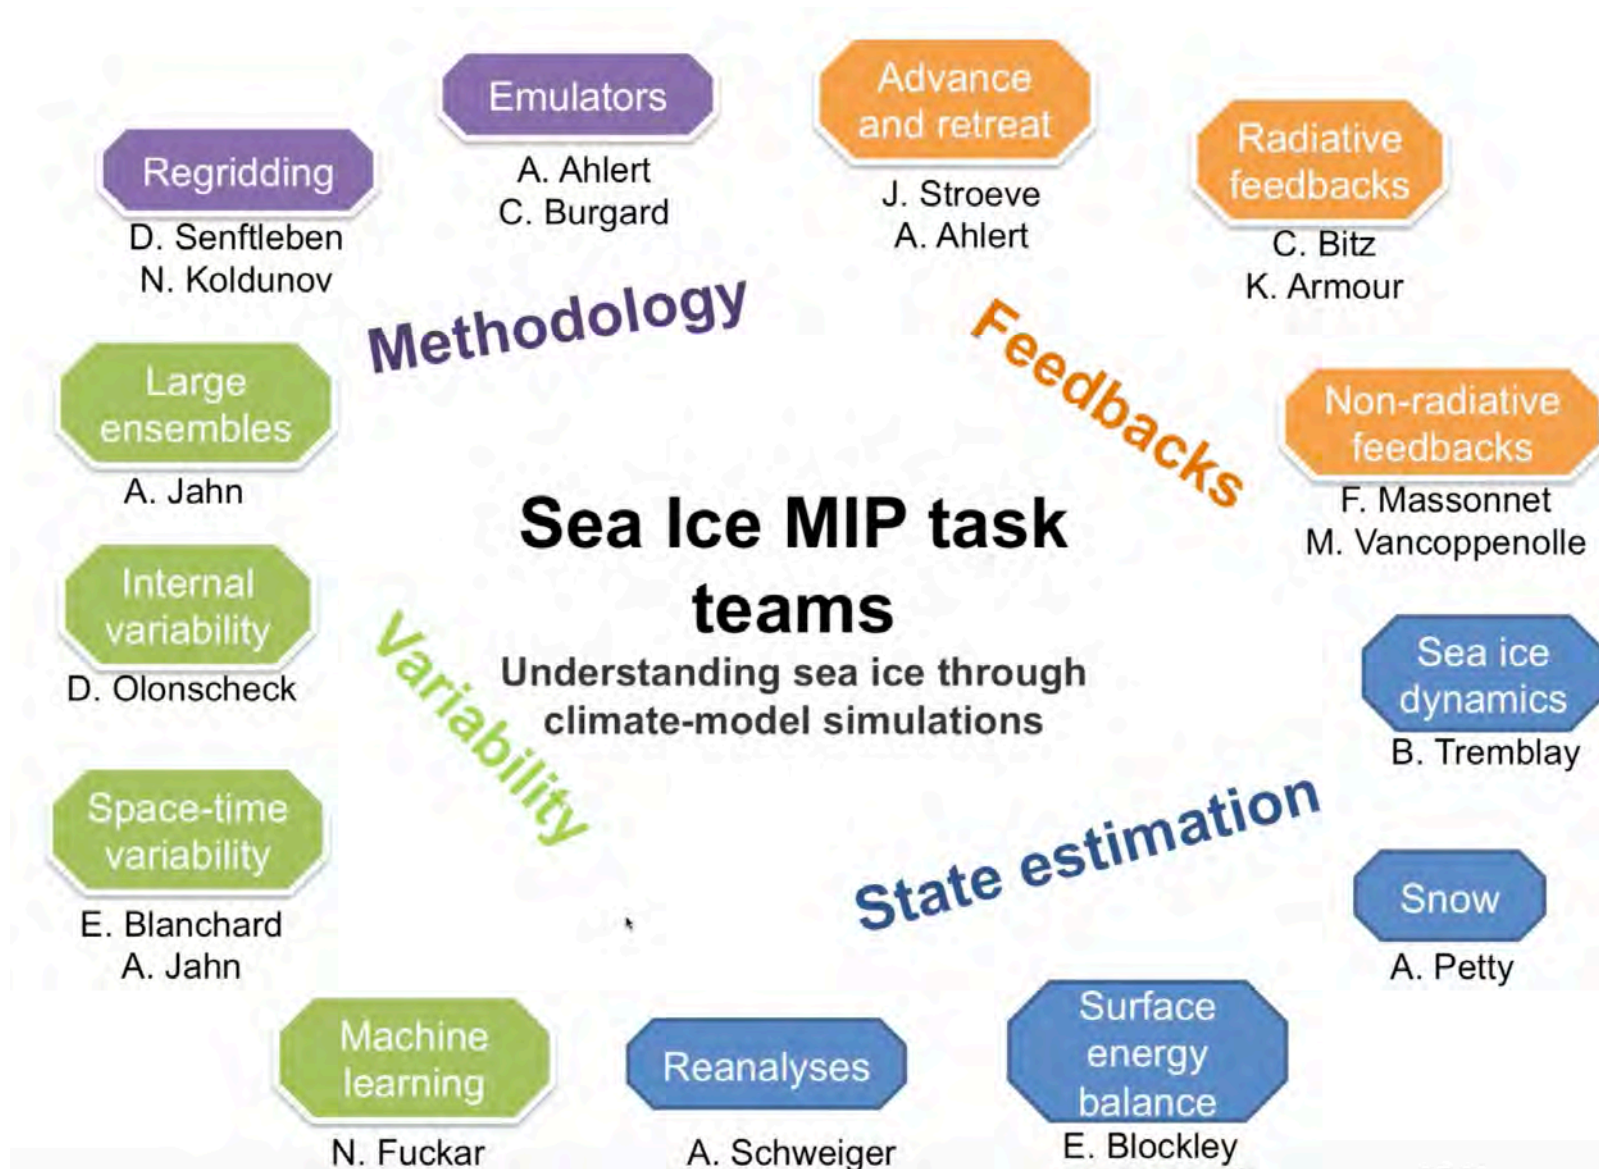 Emulators
A. Ahlert
C. Burgard
Advance
and retreat
J. Stroeve
A. Ahlert
Radiative
feedbacks
C. Bitz
K. Armour
Regridding
D. Senftleben
N. Koldunov
Methodology
Feedbacks
Large
ensembles
A. Jahn
Non-radiative
feedbacks
F. Massonnet
M. Vancoppenolle
Sea Ice MIP task
teams
Understanding sea ice through
climate-model simulations
Internal
variability
D. Olonscheck
Variability
Sea ice
dynamics
B. Tremblay
State estimation
Space-time
variability
E. Blanchard
A. Jahn
Snow
A. Petty
Machine
learning
N. Fuckar
Reanalyses
A. Schweiger
Surface
energy
balance
E. Blockley